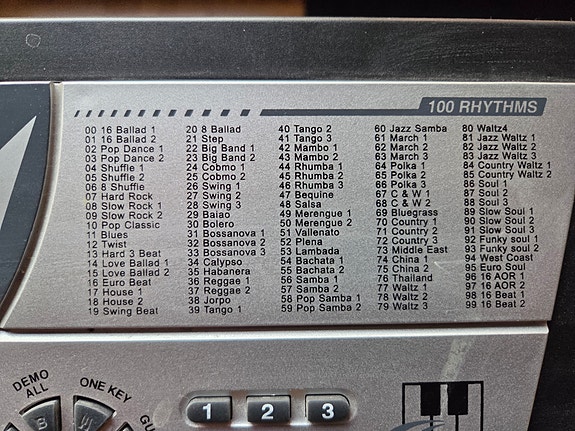 100 RHYTHMS
00 16 Ballad 1
01 16 Ballad 2
02 Pop Dance 1
03 Pop Dance 2
04 Shuffle 1
05 Shuffle 2
06 8 Shuffle
07 Hard Rock
08 Slow Rock 1
09 Slow Rock 2
10 Pop Classic
11 Blues
12 Twist
13 Hard 3 Beat
14 Love Ballad 1
15 Love Ballad 2
16 Euro Beat
17 House 1
18 House 2
19 Swing Beat
20 8 Ballad
21 Step
22 Big Band 1
23 Big Band 2
24 Cobmo 1
25 Cobmo 2
26 Swing 1
27 Swing 2
28 Swing 3
29 Baiao
30 Bolero
31 Bossanova 1
32 Bossanova 2
33 Bossanova 3
34 Calypso
35 Habanera
36 Reggae 1
37 Reggae 2
38 Jorpo
39 Tango 1
40 Tango 2
41 Tango 3
42 Mambo 1
43 Mambo 2
44 Rhumba 1
45 Rhumba 2
46 Rhumba 3
47 Bequine
48 Salsa
49 Merengue 1
50 Merengue 2
51 Vallenato
52 Plena
53 Lambada
54 Bachata 1
55 Bachata 2
56 Samba 1
57 Samba 2
58 Pop Samba 1
59 Pop Samba 2
60 Jazz Samba
61 March 1
62 March 2
63 March 3
64 Polka 1
65 Polka 2
66 Polka 3
67 C & W 1
68 C & W 2
69 Bluegrass
70 Country 1
71 Country 2
72 Country 3
73 Middle East
74 China 1
75 China 2
76 Thailand
77 Waltz 1
78 Waltz 2
79 Waltz 3
80 Waltz4
81 Jazz Waltz 1
82 Jazz Waltz 2
83 Jazz Waltz 3
84 Country Waltz 1
85 Country Waltz 2
86 Soul 1
87 Soul 2
88 Soul 3
89 Slow Soul 1
90 Slow Soul 2
91 Slow Soul 3
92 Funky soul 1
93 Funky soul 2
94 West Coast
95 Euro Soul
96 16 AOR 1
97 16 AOR 2
98 16 Beat 1
99 16 Beat 2
DEMO
ALL
ONE KEY
1 2 3